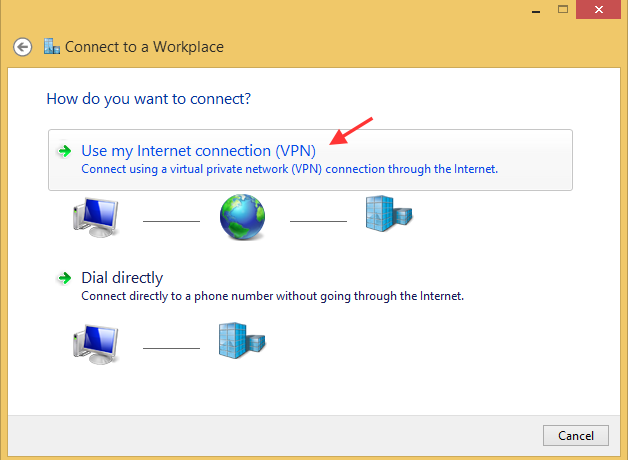 Connect to a Workplace
How do you want to connect?
Use my Internet connection (VPN)
Connect using a virtual private network (VPN) connection through the Internet.
Dial directly
Connect directly to a phone number without going through the Internet.
Cancel